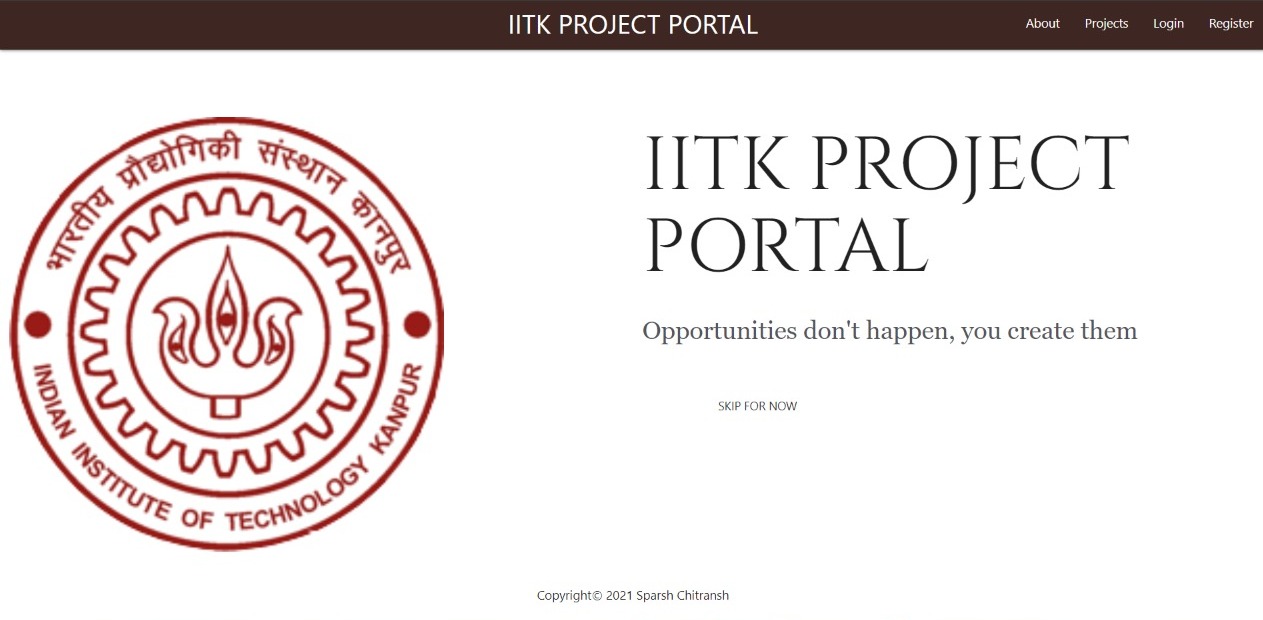 IITK PROJECT PORTAL
About
Projects
Login
Register
भारतीय प्रौद्योगिकी संस्थान कानपुर
INDIAN INSTITUTE OF TECHNOLOGY KANPUR
IITK PROJECT
PORTAL
Opportunities don't happen, you create them
SKIP FOR NOW
Copyright© 2021 Sparsh Chitransh